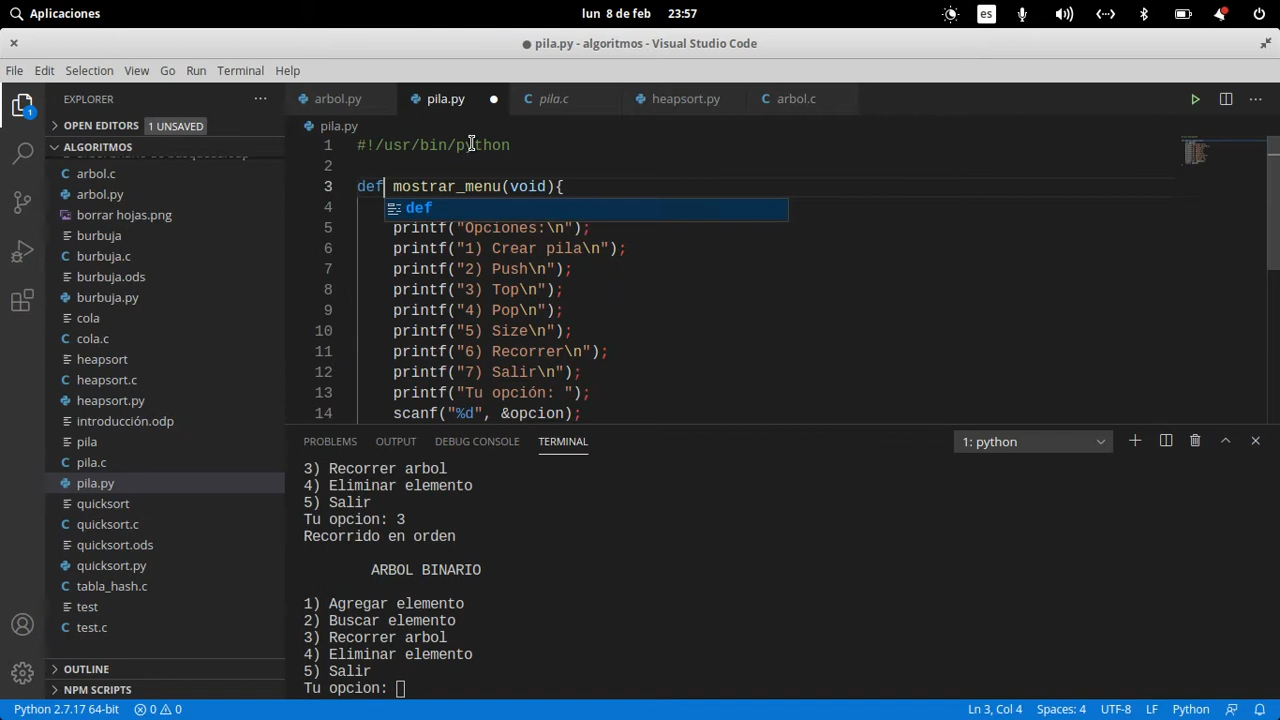 Aplicaciones
lun 8 de feb 23:57
es
● pila.py - algoritmos - Visual Studio Code
File Edit Selection View Go Run Terminal Help
EXPLORER
arbol.py
pila.py
pila.c
heapsort.py
arbol.c
OPEN EDITORS 1 UNSAVED
ALGORITMOS
arbol.c
arbol.py
borrar hojas.png
burbuja
burbuja.c
burbuja.ods
burbuja.py
cola
cola.c
heapsort
heapsort.c
heapsort.py
introducción.odp
pila
pila.c
pila.py
quicksort
quicksort.c
quicksort.ods
quicksort.py
tabla_hash.c
test
test.c
OUTLINE
NPM SCRIPTS
1
pila.py
1 #!/usr/bin/python
2
3 def mostrar_menu(void){
def
4
5 printf("Opciones:\n");
6 printf("1) Crear pila\n");
7 printf("2) Push\n");
8 printf("3) Top\n");
9 printf("4) Pop\n");
10 printf("5) Size\n");
11 printf("6) Recorrer\n");
12 printf("7) Salir\n");
13 printf("Tu opción: ");
14 scanf("%d", &opcion);
PROBLEMS OUTPUT DEBUG CONSOLE TERMINAL
1: python
3) Recorrer arbol
4) Eliminar elemento
5) Salir
Tu opcion: 3
Recorrido en orden
ARBOL BINARIO
1) Agregar elemento
2) Buscar elemento
3) Recorrer arbol
4) Eliminar elemento
5) Salir
Tu opcion:
Python 2.7.17 64-bit 0 0
Ln 3, Col 4 Spaces: 4 UTF-8 LF Python